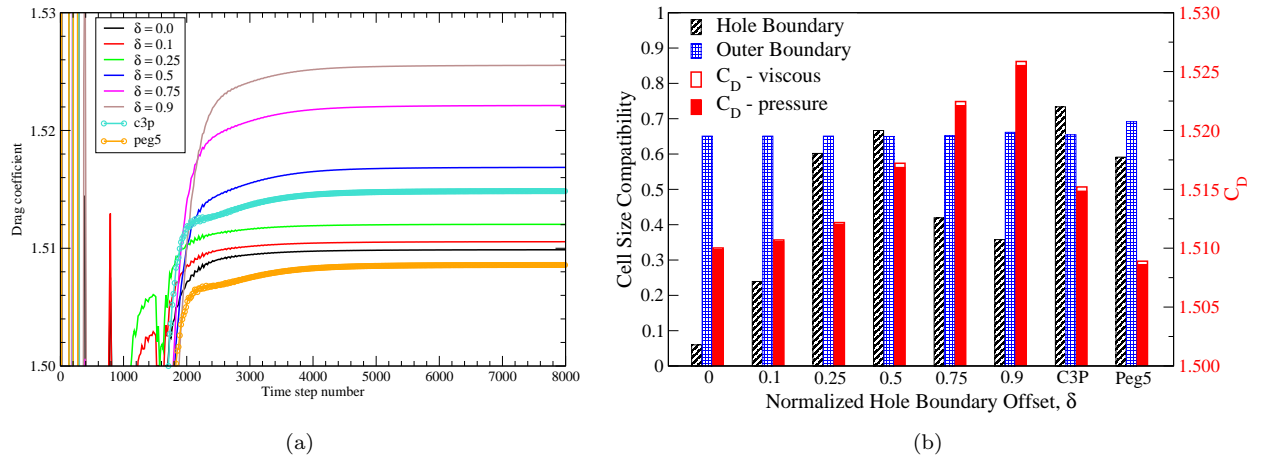 1.53
1.52
1.51
1.50
Drag coefficient
δ = 0.0
δ = 0.1
δ = 0.25
δ = 0.5
δ = 0.75
δ = 0.9
c3p
peg5
0 1000 2000 3000 4000 5000 6000 7000 8000
Time step number
(a)
1
0.9
0.8
0.7
0.6
0.5
0.4
0.3
0.2
0.1
0
Cell Size Compatibility
Hole Boundary
Outer Boundary
C_D - viscous
C_D - pressure
1.530
1.525
1.520
1.515
1.510
1.505
1.500
C_D
0 0.1 0.25 0.5 0.75 0.9 C3P Peg5
Normalized Hole Boundary Offset, δ
(b)